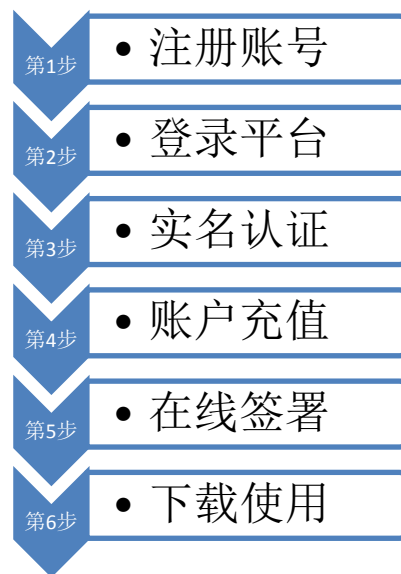 第1步
• 注册账号
第2步
• 登录平台
第3步
• 实名认证
第4步
• 账户充值
第5步
• 在线签署
第6步
• 下载使用